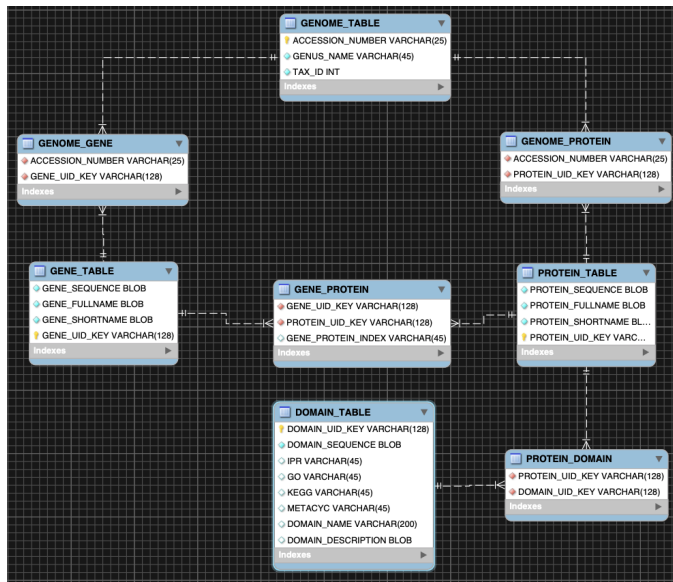 GENOME_TABLE
ACCESSION_NUMBER VARCHAR(25)
GENUS_NAME VARCHAR(45)
TAX_ID INT
Indexes
GENOME_GENE
ACCESSION_NUMBER VARCHAR(25)
GENE_UID_KEY VARCHAR(128)
Indexes
GENOME_PROTEIN
ACCESSION_NUMBER VARCHAR(25)
PROTEIN_UID_KEY VARCHAR(128)
Indexes
GENE_TABLE
GENE_SEQUENCE BLOB
GENE_FULLNAME BLOB
GENE_SHORTNAME BLOB
GENE_UID_KEY VARCHAR(128)
Indexes
GENE_PROTEIN
GENE_UID_KEY VARCHAR(128)
PROTEIN_UID_KEY VARCHAR(128)
GENE_PROTEIN_INDEX VARCHAR(45)
Indexes
PROTEIN_TABLE
PROTEIN_SEQUENCE BLOB
PROTEIN_FULLNAME BLOB
PROTEIN_SHORTNAME BL...
PROTEIN_UID_KEY VARC...
Indexes
DOMAIN_TABLE
DOMAIN_UID_KEY VARCHAR(128)
DOMAIN_SEQUENCE BLOB
IPR VARCHAR(45)
GO VARCHAR(45)
KEGG VARCHAR(45)
METACYC VARCHAR(45)
DOMAIN_NAME VARCHAR(200)
DOMAIN_DESCRIPTION BLOB
Indexes
PROTEIN_DOMAIN
PROTEIN_UID_KEY VARCHAR(128)
DOMAIN_UID_KEY VARCHAR(128)
Indexes